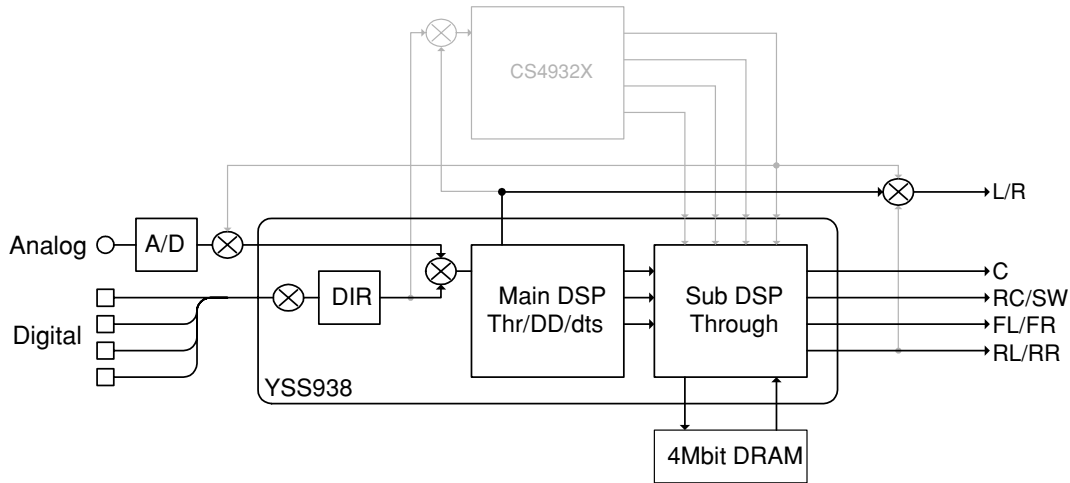 CS4932X
L/R
Analog
A/D
DIR
Main DSP
Thr/DD/dts
Sub DSP
Through
C
RC/SW
FL/FR
RL/RR
Digital
YSS938
4Mbit DRAM